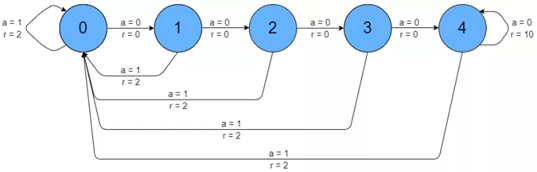 a = 1
r = 2
0
a = 0
r = 0
1
a = 0
r = 0
2
a = 0
r = 0
3
a = 0
r = 0
4
a = 0
r = 10
a = 1
r = 2
a = 1
r = 2
a = 1
r = 2
a = 1
r = 2